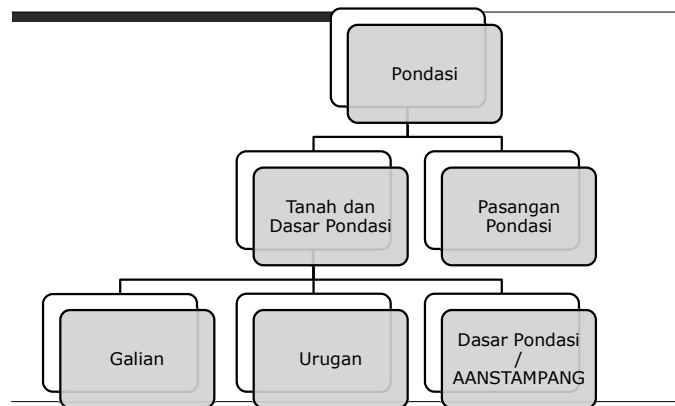 Pondasi
Tanah dan
Dasar Pondasi
Pasangan
Pondasi
Galian
Urugan
Dasar Pondasi
/
AANSTAMPANG